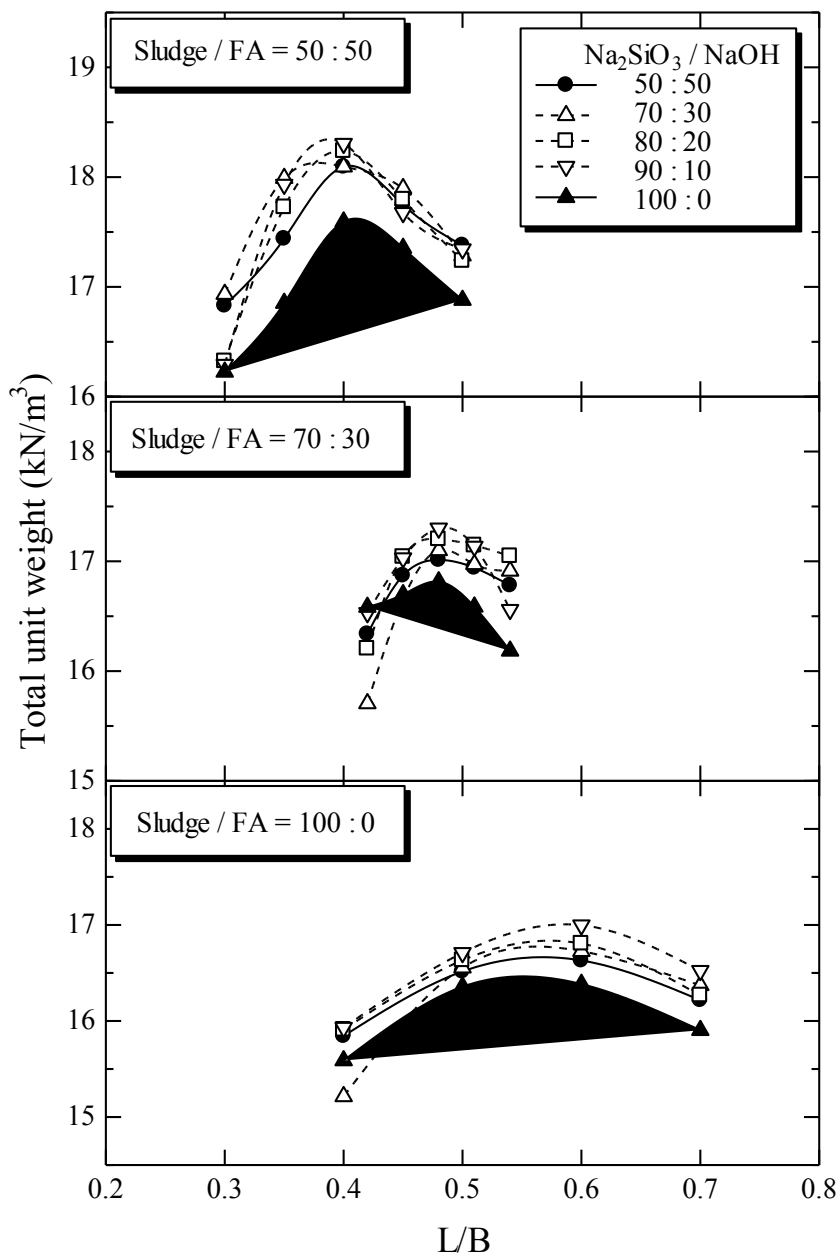 Sludge / FA = 50 : 50
Na₂SiO₃ / NaOH
50 : 50
70 : 30
80 : 20
90 : 10
100 : 0
19
18
17
16
Sludge / FA = 70 : 30
18
17
16
15
Sludge / FA = 100 : 0
18
17
16
15
Total unit weight (kN/m³)
0.2 0.3 0.4 0.5 0.6 0.7 0.8
L/B